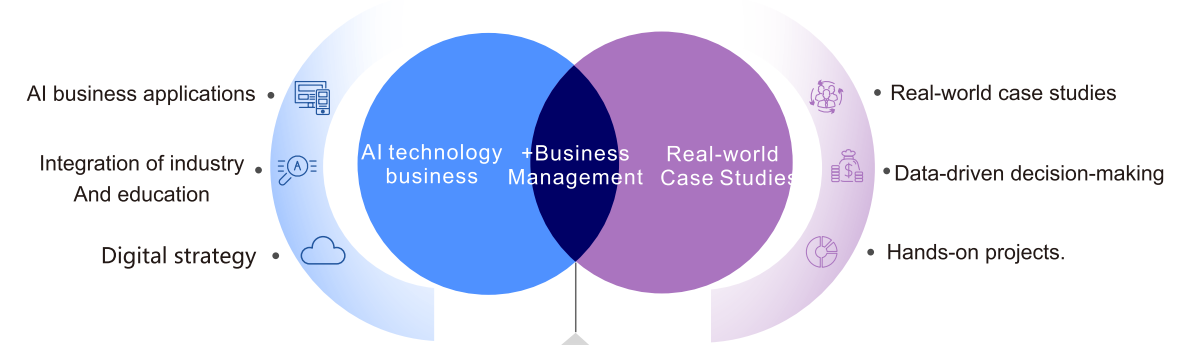 AI business applications
Integration of industry
And education
Digital strategy
AI technology
business
+Business
Management
Real-world
Case Studies
Real-world case studies
Data-driven decision-making
Hands-on projects.
A
$